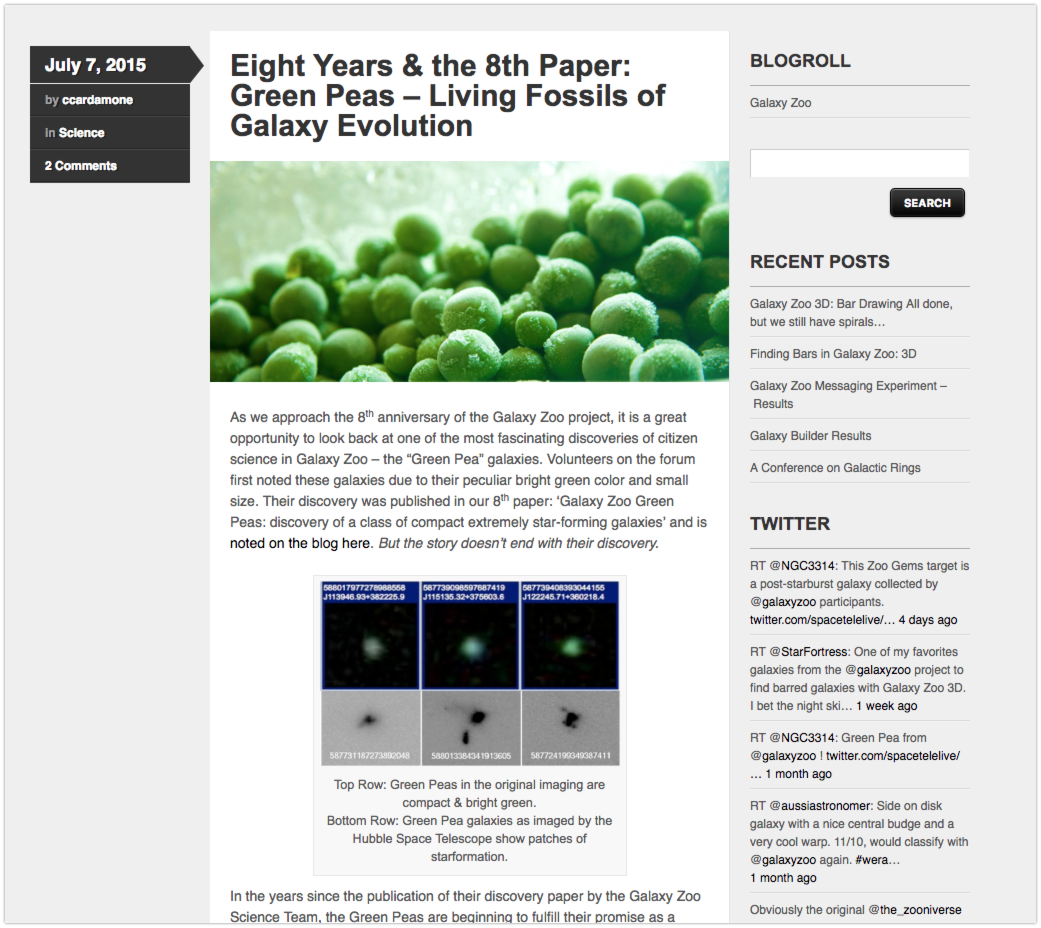 July 7, 2015
by ccardamone
in Science
2 Comments
Eight Years & the 8th Paper:
Green Peas – Living Fossils of
Galaxy Evolution
As we approach the 8th anniversary of the Galaxy Zoo project, it is a great
opportunity to look back at one of the most fascinating discoveries of citizen
science in Galaxy Zoo – the “Green Pea” galaxies. Volunteers on the forum
first noted these galaxies due to their peculiar bright green color and small
size. Their discovery was published in our 8th paper: ‘Galaxy Zoo Green
Peas: discovery of a class of compact extremely star-forming galaxies’ and is
noted on the blog here. But the story doesn’t end with their discovery.
588017977278988558 587739098597687419 587739408393044155
J113946.93+382225.9 J115135.32+375603.6 J122245.71+360218.4
587731187273892048 588013384341913605 587724199349387411
Top Row: Green Peas in the original imaging are
compact & bright green.
Bottom Row: Green Pea galaxies as imaged by the
Hubble Space Telescope show patches of
starformation.
In the years since the publication of their discovery paper by the Galaxy Zoo
Science Team, the Green Peas are beginning to fulfill their promise as a
BLOGROLL
Galaxy Zoo
SEARCH
RECENT POSTS
Galaxy Zoo 3D: Bar Drawing All done,
but we still have spirals…
Finding Bars in Galaxy Zoo: 3D
Galaxy Zoo Messaging Experiment –
Results
Galaxy Builder Results
A Conference on Galactic Rings
TWITTER
RT @NGC3314: This Zoo Gems target is
a post-starburst galaxy collected by
@galaxyzoo participants.
twitter.com/spacetelelive/… 4 days ago
RT @StarFortress: One of my favorites
galaxies from the @galaxyzoo project to
find barred galaxies with Galaxy Zoo 3D.
I bet the night ski… 1 week ago
RT @NGC3314: Green Pea from
@galaxyzoo ! twitter.com/spacetelelive/
… 1 month ago
RT @aussiastronomer: Side on disk
galaxy with a nice central budge and a
very cool warp. 11/10, would classify with
@galaxyzoo again. #wera…
1 month ago
Obviously the original @the_zooniverse